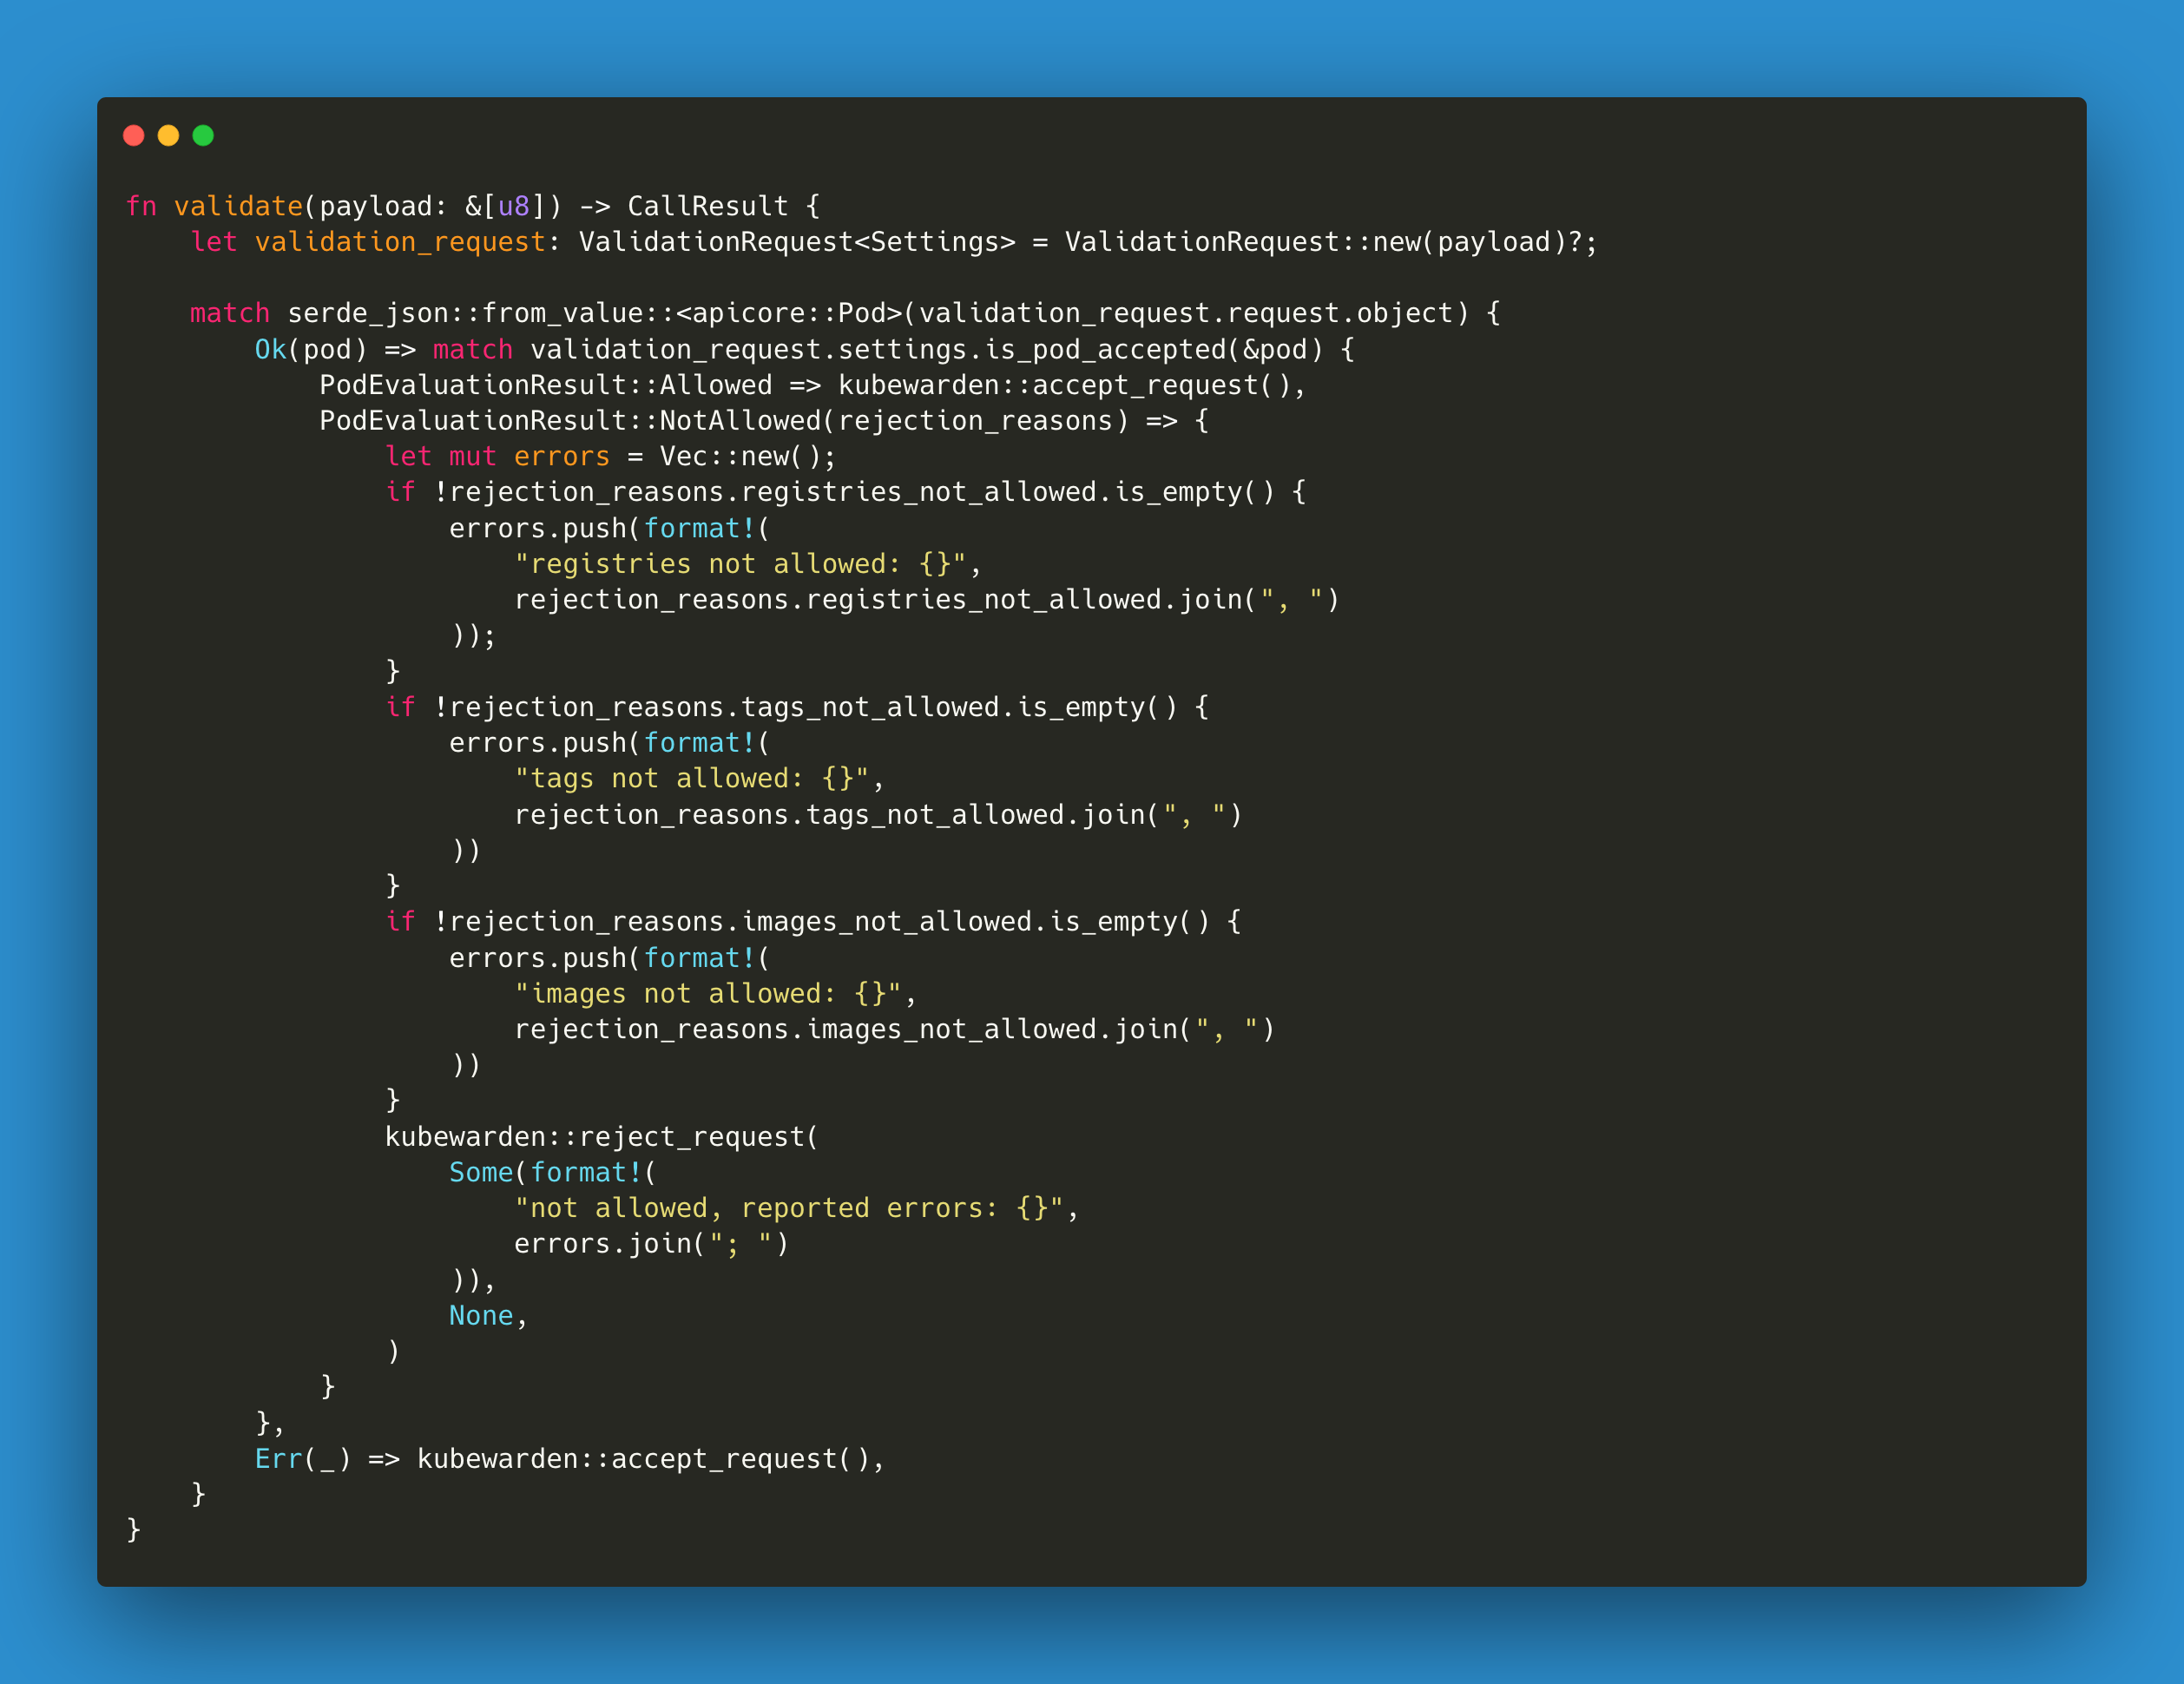 fn validate(payload: &[u8]) -> CallResult {
    let validation_request: ValidationRequest<Settings> = ValidationRequest::new(payload)?;

    match serde_json::from_value::<apicore::Pod>(validation_request.request.object) {
        Ok(pod) => match validation_request.settings.is_pod_accepted(&pod) {
            PodEvaluationResult::Allowed => kubewarden::accept_request(),
            PodEvaluationResult::NotAllowed(rejection_reasons) => {
                let mut errors = Vec::new();
                if !rejection_reasons.registries_not_allowed.is_empty() {
                    errors.push(format!(
                        "registries not allowed: {}",
                        rejection_reasons.registries_not_allowed.join(", ")
                    ));
                }
                if !rejection_reasons.tags_not_allowed.is_empty() {
                    errors.push(format!(
                        "tags not allowed: {}",
                        rejection_reasons.tags_not_allowed.join(", ")
                    ))
                }
                if !rejection_reasons.images_not_allowed.is_empty() {
                    errors.push(format!(
                        "images not allowed: {}",
                        rejection_reasons.images_not_allowed.join(", ")
                    ))
                }
                kubewarden::reject_request(
                    Some(format!(
                        "not allowed, reported errors: {}",
                        errors.join("; ")
                    )),
                    None,
                )
            }
        },
        Err(_) => kubewarden::accept_request(),
    }
}